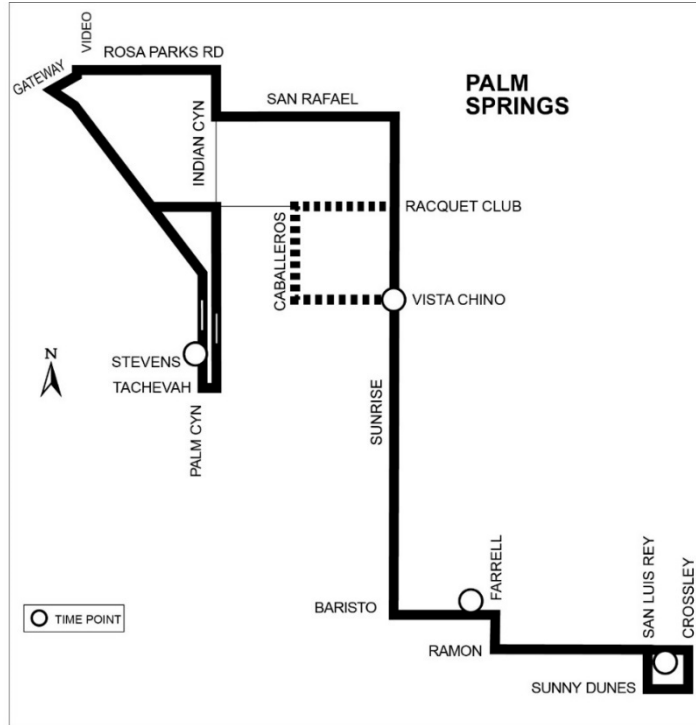 VIDEO
GATEWAY
ROSA PARKS RD
PALM
SPRINGS
SAN RAFAEL
INDIAN CYN
RACQUET CLUB
CABALLEROS
VISTA CHINO
N
STEVENS
TACHEVAH
PALM CYN
SUNRISE
FARRELL
SAN LUIS REY
CROSSLEY
BARISTO
TIME POINT
RAMON
SUNNY DUNES